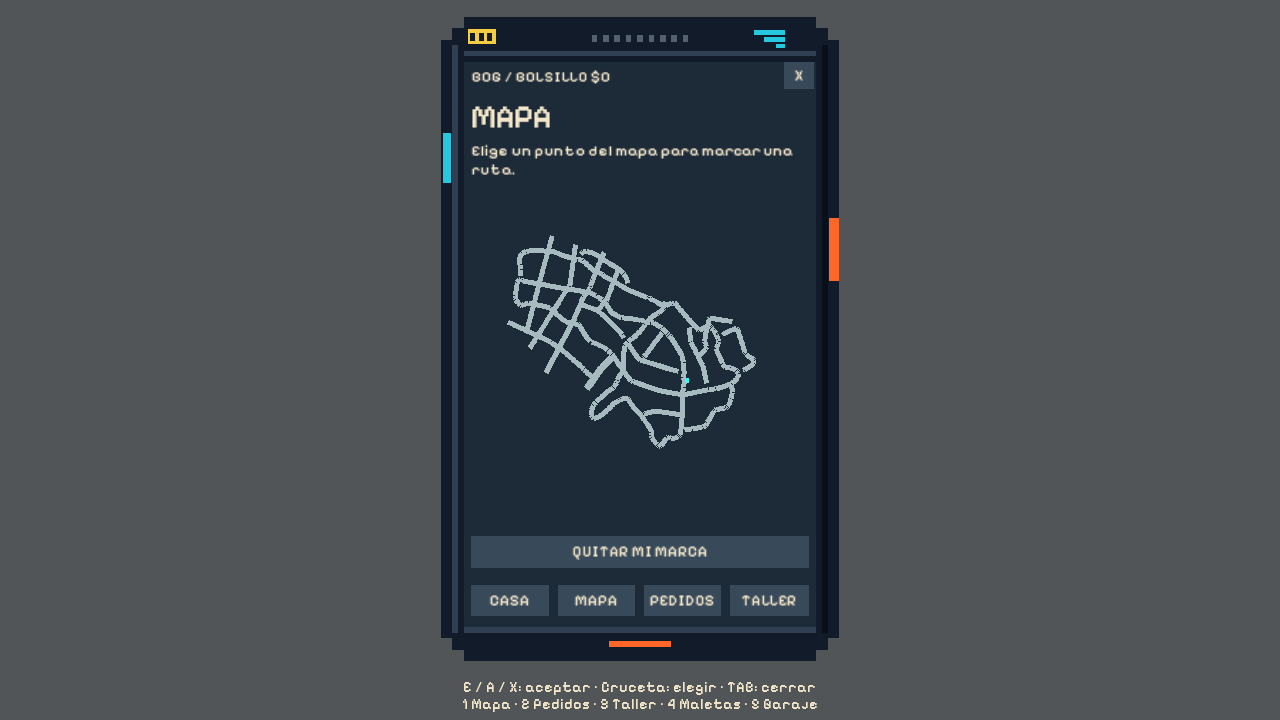 BOG / BOLSILLO $0
X
MAPA
Elige un punto del mapa para marcar una
ruta.
QUITAR MI MARCA
CASA
MAPA
PEDIDOS
TALLER
E / A / X: aceptar · Cruceta: elegir · TAB: cerrar
1 Mapa · 2 Pedidos · 3 Taller · 4 Maletas · 5 Garaje